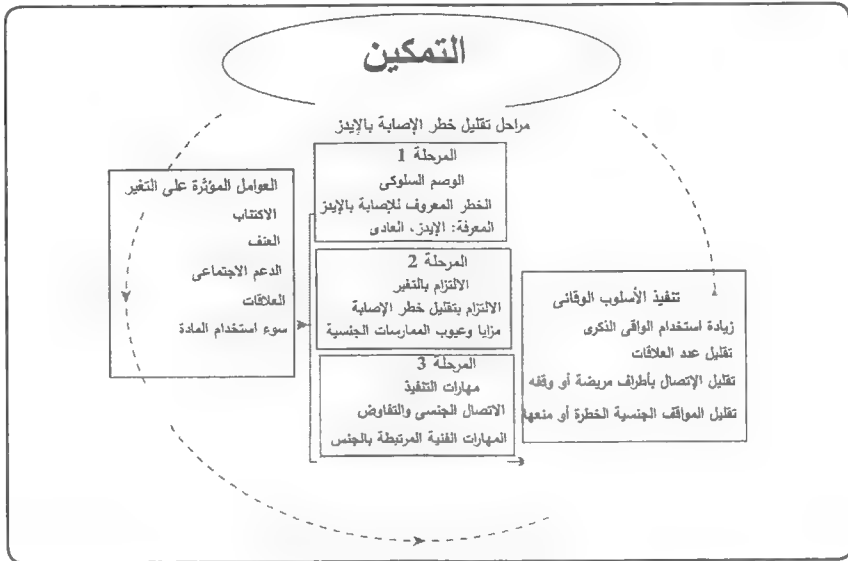 التمكين
مراحل تقليل خطر الإصابة بالإيدز
العوامل المؤثرة على التغير
الاكتئاب
العنف
الدعم الاجتماعى
العلاقات
سوء استخدام المادة
المرحلة 1
الوصم السلوكى
الخطر المعروف للإصابة بالإيدز
المعرفة: الإيدز، العادى
المرحلة 2
الالتزام بالتغير
الالتزام بتقليل خطر الإصابة
مزايا وعيوب الممارسات الجنسية
المرحلة 3
مهارات التنفيذ
الاتصال الجنسى والتفاوض
المهارات الفنية المرتبطة بالجنس
تنفيذ الأسلوب الوقائى
زيادة استخدام الواقى الذكرى
تقليل عدد العلاقات
تقليل الإتصال بأطراف مريضة أو وقفه
تقليل المواقف الجنسية الخطرة أو منعها